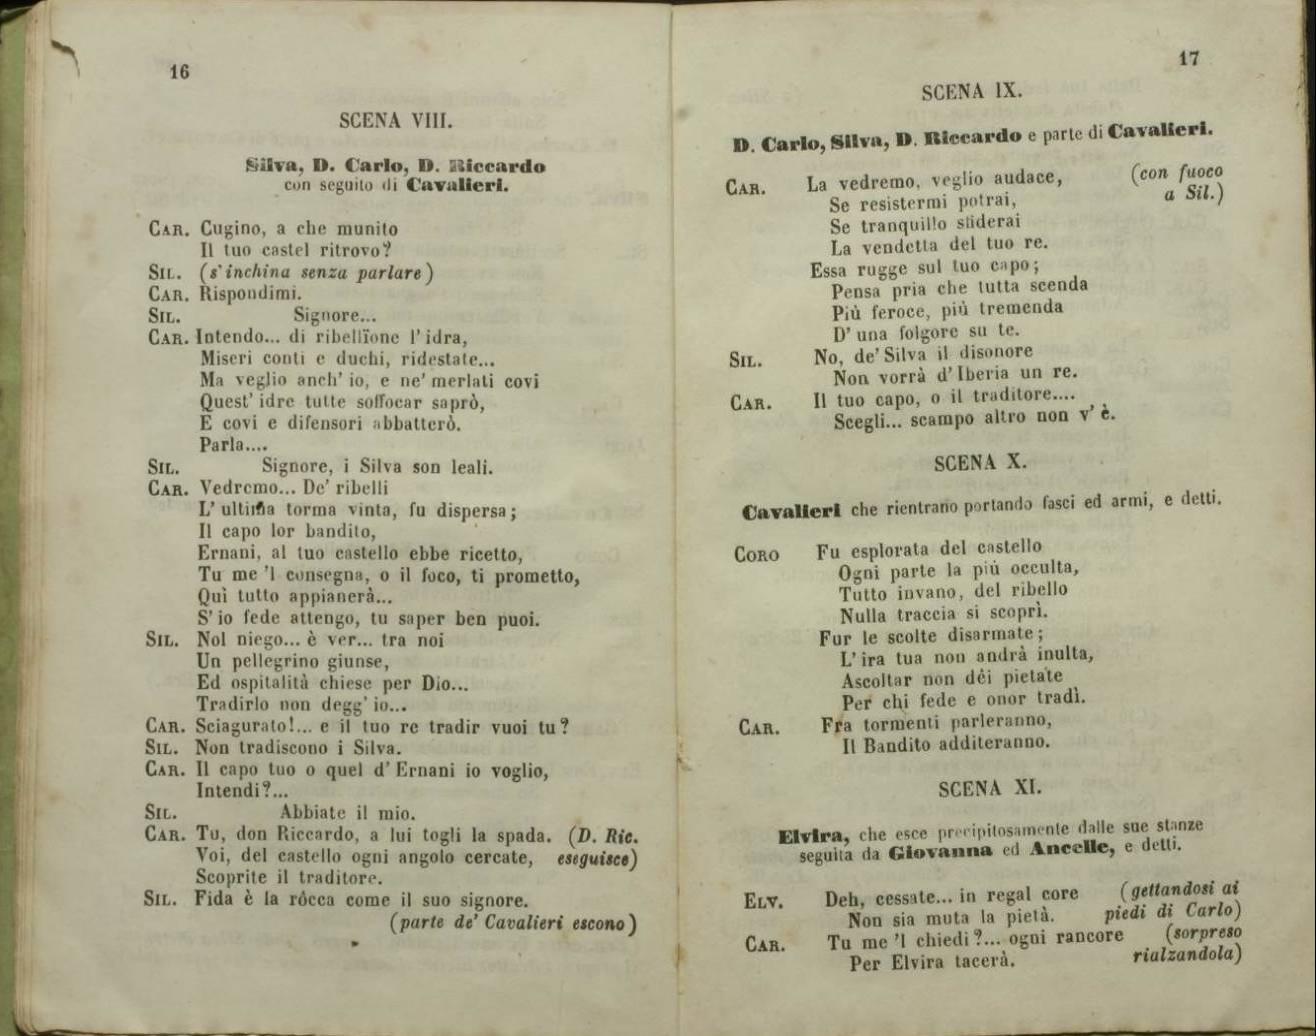 16
SCENA VIII.
Silva, D. Carlo, D. Riccardo
con seguito di Cavalieri.
CAR. Cugino, a che munito
Il tuo castel ritrovo?
SIL. (s'inchina senza parlare)
CAR. Rispondimi.
SIL. Signore...
CAR. Intendo... di ribellïone l'idra,
Miseri conti e duchi, ridestate...
Ma veglio anch' io, e ne' merlati covi
Quest' idre tutte soffocar saprò,
E covi e difensori abbatterò.
Parla....
SIL. Signore, i Silva son leali.
CAR. Vedremo... De' ribelli
L' ultima torma vinta, fu dispersa;
Il capo lor bandito,
Ernani, al tuo castello ebbe ricetto,
Tu me 'l consegna, o il foco, ti prometto,
Quì tutto appianerà...
S' io fede attengo, tu saper ben puoi.
SIL. Nol niego... è ver... tra noi
Un pellegrino giunse,
Ed ospitalità chiese per Dio...
Tradirlo non degg' io...
CAR. Sciagurato!... e il tuo re tradir vuoi tu?
SIL. Non tradiscono i Silva.
CAR. Il capo tuo o quel d' Ernani io voglio,
Intendi?...
SIL. Abbiate il mio.
CAR. Tu, don Riccardo, a lui togli la spada. (D. Ric.
Voi, del castello ogni angolo cercate, eseguisce)
Scoprite il traditore.
SIL. Fida è la rôcca come il suo signore.
(parte de' Cavalieri escono)
17
SCENA IX.
D. Carlo, Silva, D. Riccardo e parte di Cavalieri.
CAR. La vedremo, veglio audace, (con fuoco
Se resistermi potrai, a Sil.)
Se tranquillo sfiderai
La vendetta del tuo re.
Essa rugge sul tuo capo;
Pensa pria che tutta scenda
Più feroce, più tremenda
D' una folgore su te.
SIL. No, de' Silva il disonore
Non vorrà d' Iberia un re.
CAR. Il tuo capo, o il traditore....
Scegli... scampo altro non v' è.
SCENA X.
Cavalieri che rientrano portando fasci ed armi, e detti.
CORO Fu esplorata del castello
Ogni parte la più occulta,
Tutto invano, del ribello
Nulla traccia si scoprì.
Fur le scolte disarmate;
L' ira tua non andrà inulta,
Ascoltar non dêi pietate
Per chi fede e onor tradì.
CAR. Fra tormenti parleranno,
Il Bandito additeranno.
SCENA XI.
Elvira, che esce precipitosamente dalle sue stanze
seguita da Giovanna ed Ancelle, e detti.
ELV. Deh, cessate... in regal core (gettandosi ai
Non sia muta la pietà. piedi di Carlo)
CAR. Tu me 'l chiedi?... ogni rancore (sorpreso
Per Elvira tacerà. rialzandola)